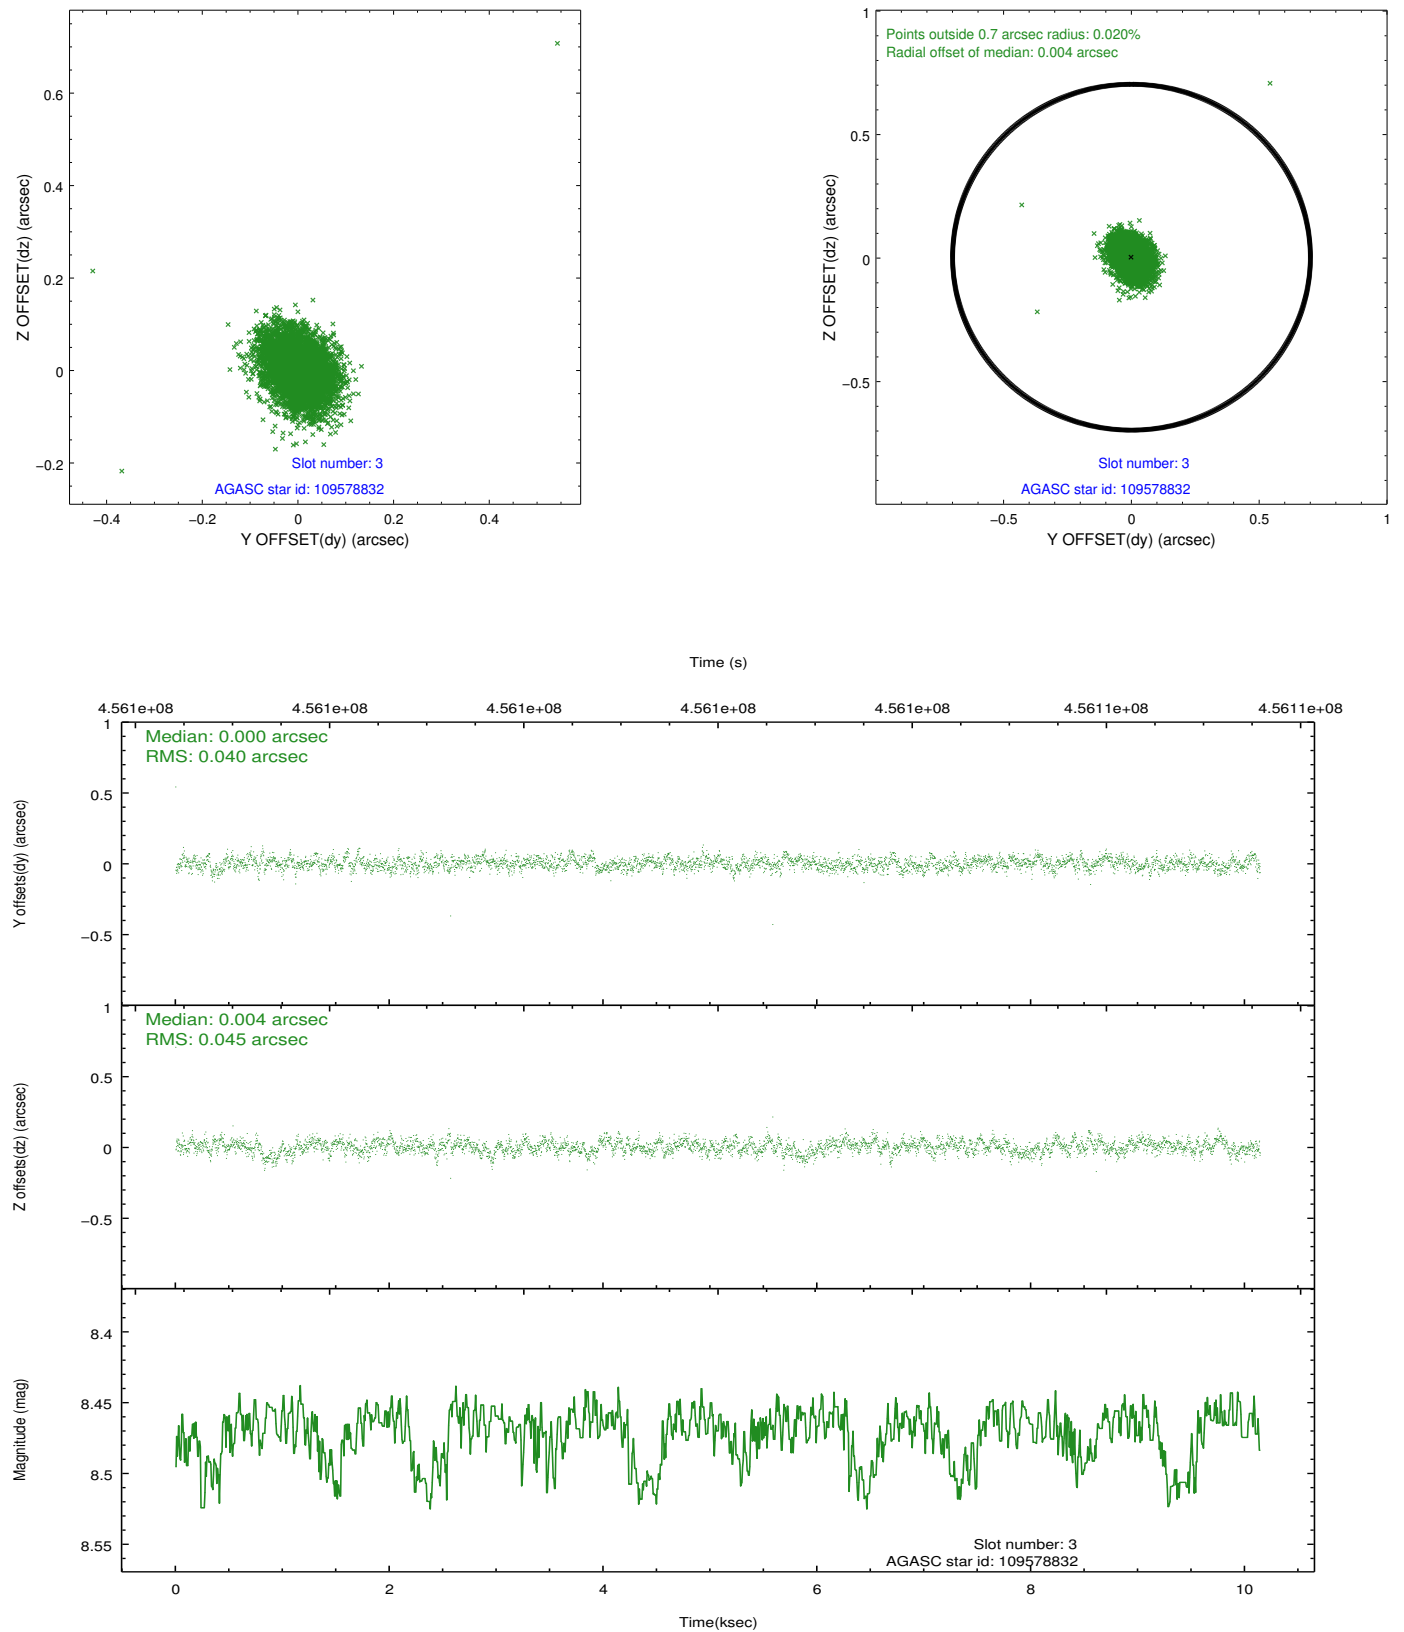 0.6
0.4
0.2
0
−0.2
−0.4
−0.2
0
0.2
0.4
Z OFFSET(dz) (arcsec)
Y OFFSET(dy) (arcsec)
Slot number: 3
AGASC star id: 109578832
Points outside 0.7 arcsec radius: 0.020%
Radial offset of median: 0.004 arcsec
1
0.5
0
−0.5
−0.5
0
0.5
1
Z OFFSET(dz) (arcsec)
Y OFFSET(dy) (arcsec)
Slot number: 3
AGASC star id: 109578832
Time (s)
4.561e+08 4.561e+08 4.561e+08 4.561e+08 4.561e+08 4.5611e+08 4.5611e+08
Median: 0.000 arcsec
RMS: 0.040 arcsec
1
0.5
0
−0.5
Y offsets(dy) (arcsec)
Median: 0.004 arcsec
RMS: 0.045 arcsec
1
0.5
0
−0.5
Z offsets(dz) (arcsec)
8.4
8.45
8.5
8.55
Magnitude (mag)
Slot number: 3
AGASC star id: 109578832
0 2 4 6 8 10
Time(ksec)